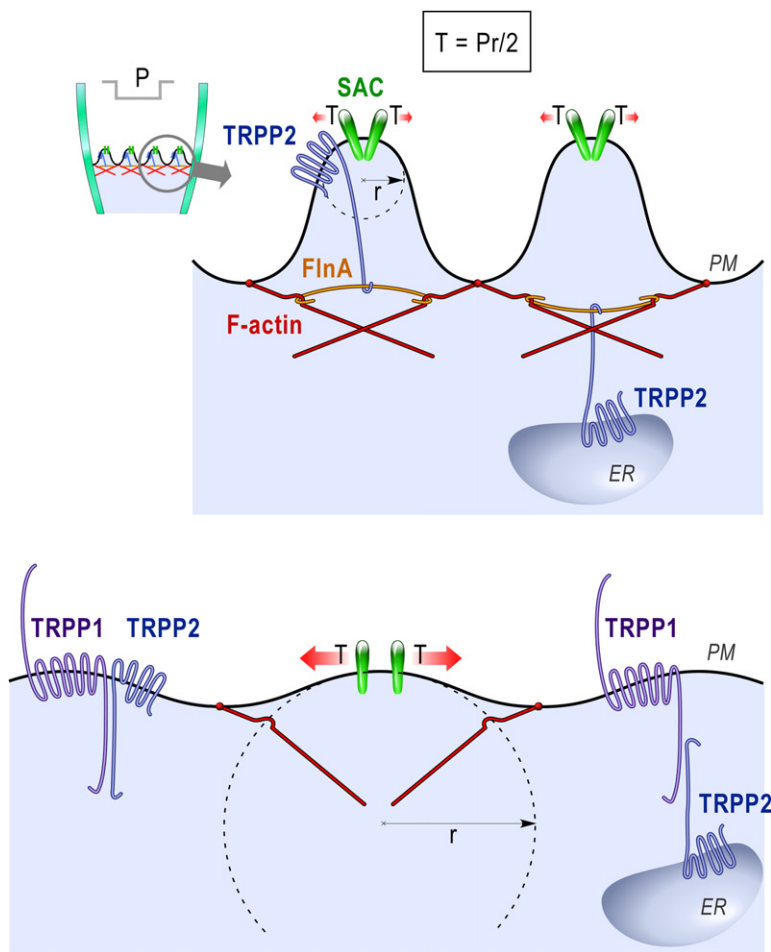 T = Pr/2
P
SAC
T T
T T
TRPP2
r
FlnA
PM
F-actin
TRPP2
ER
TRPP1 TRPP2
TRPP1
T T
PM
TRPP2
r
ER